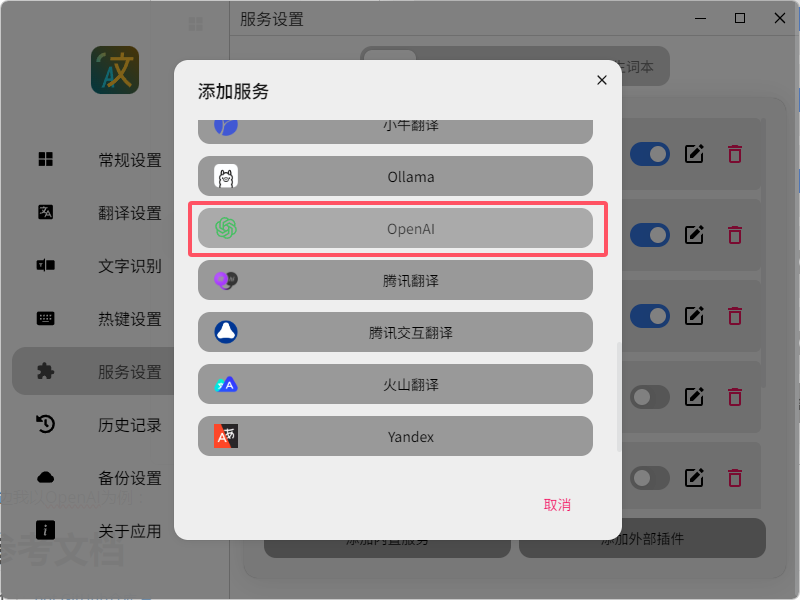 服务设置
生词本
添加服务
小牛翻译
Ollama
OpenAI
腾讯翻译
腾讯交互翻译
火山翻译
Yandex
取消
常规设置
翻译设置
文字识别
热键设置
服务设置
历史记录
备份设置
关于应用
添加内置服务
添加外部插件
参考文档